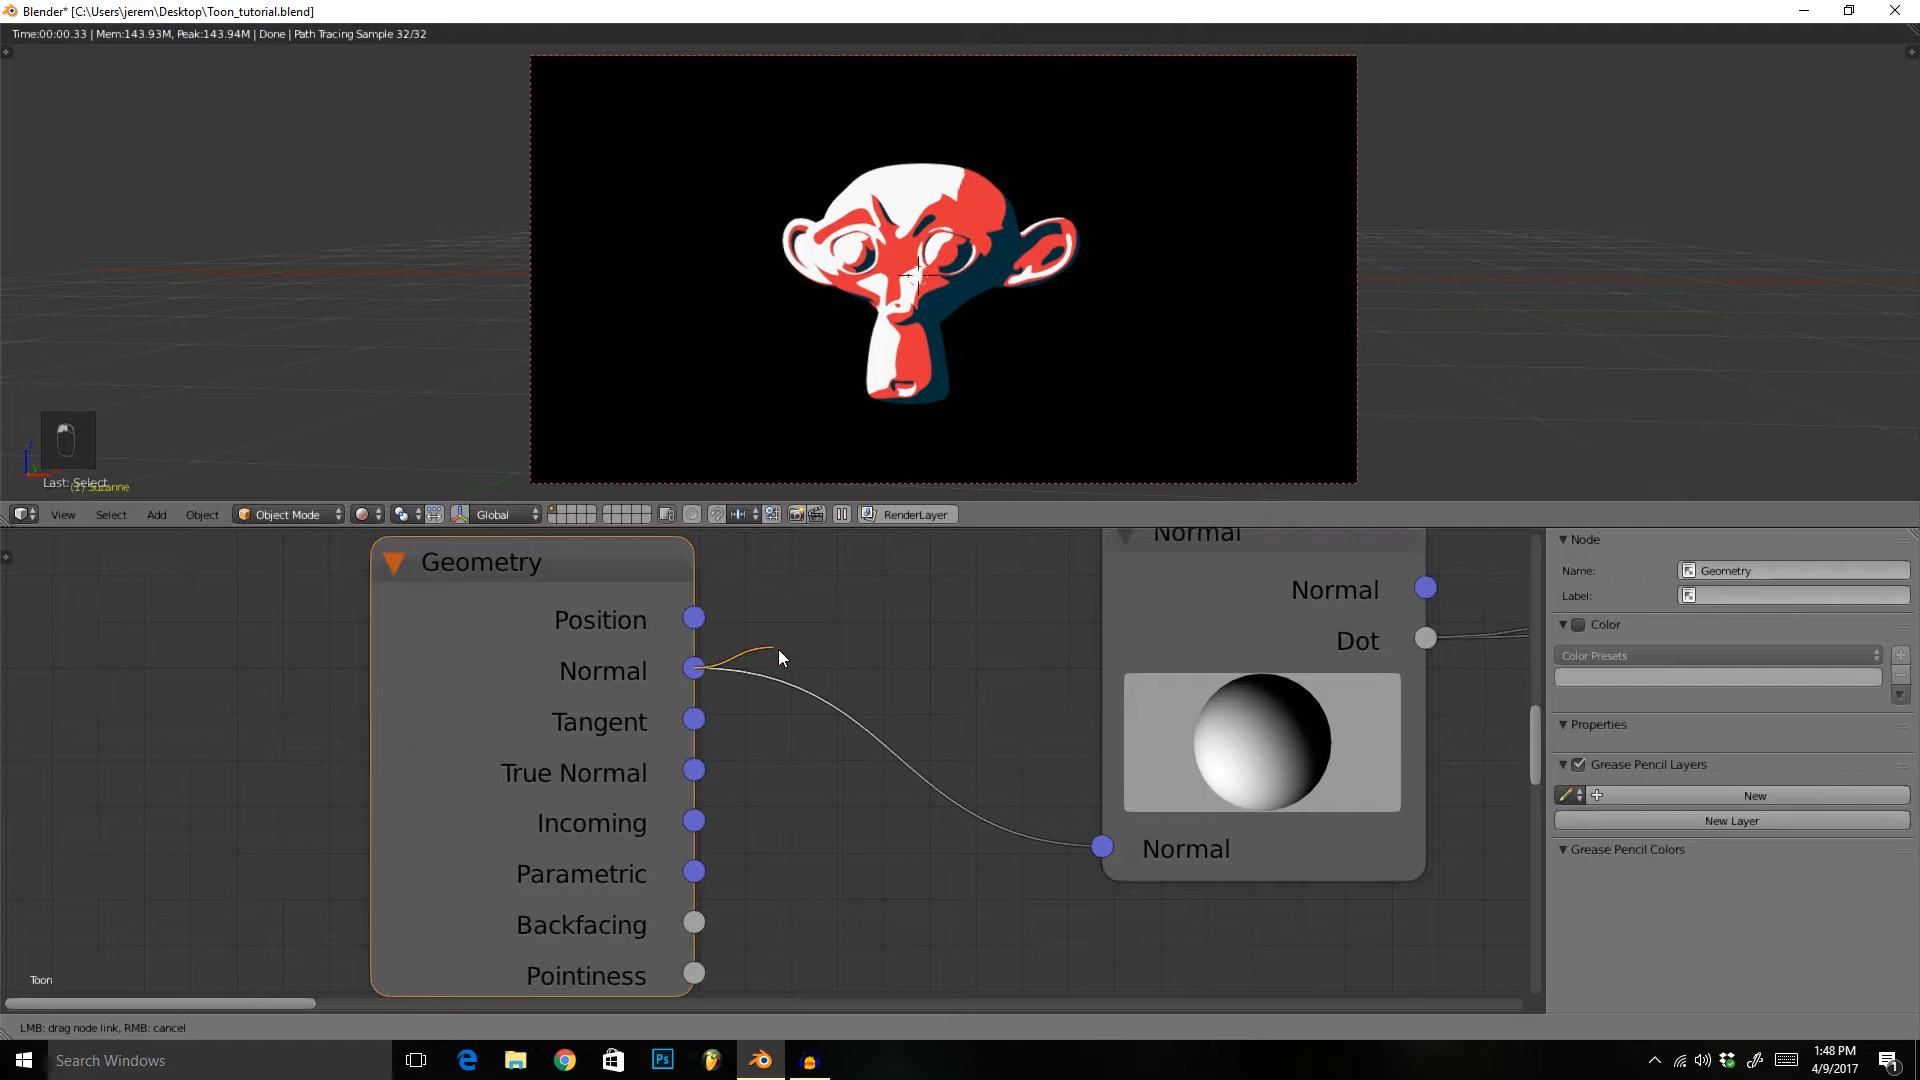 Blender* [C:\Users\jerem\Desktop\Toon_tutorial.blend]
Time:00:00.33 | Mem:143.93M, Peak:143.94M | Done | Path Tracing Sample 32/32
z
y
Last: Select
(1) Suzanne
View Select Add Object Object Mode Global RenderLayer
Geometry
Position
Normal
Tangent
True Normal
Incoming
Parametric
Backfacing
Pointiness
Normal
Normal
Dot
Normal
Toon
Node
Name: Geometry
Label:
Color
Color Presets
Properties
Grease Pencil Layers
New
New Layer
Grease Pencil Colors
LMB: drag node link, RMB: cancel
Search Windows
Ps
1:48 PM
4/9/2017
1